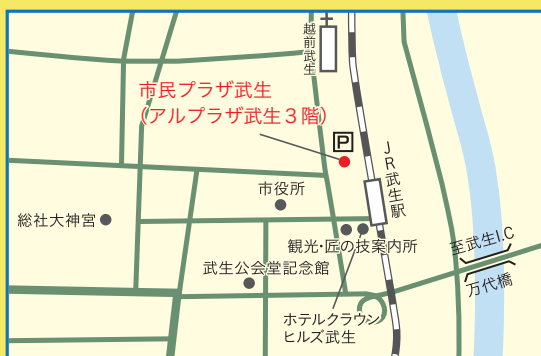 越前武生
市民プラザ武生
(アルプラザ武生3階)
P
JR武生駅
市役所
総社大神宮
観光・匠の技案内所
至武生I.C
武生公会堂記念館
万代橋
ホテルクラウン
ヒルズ武生